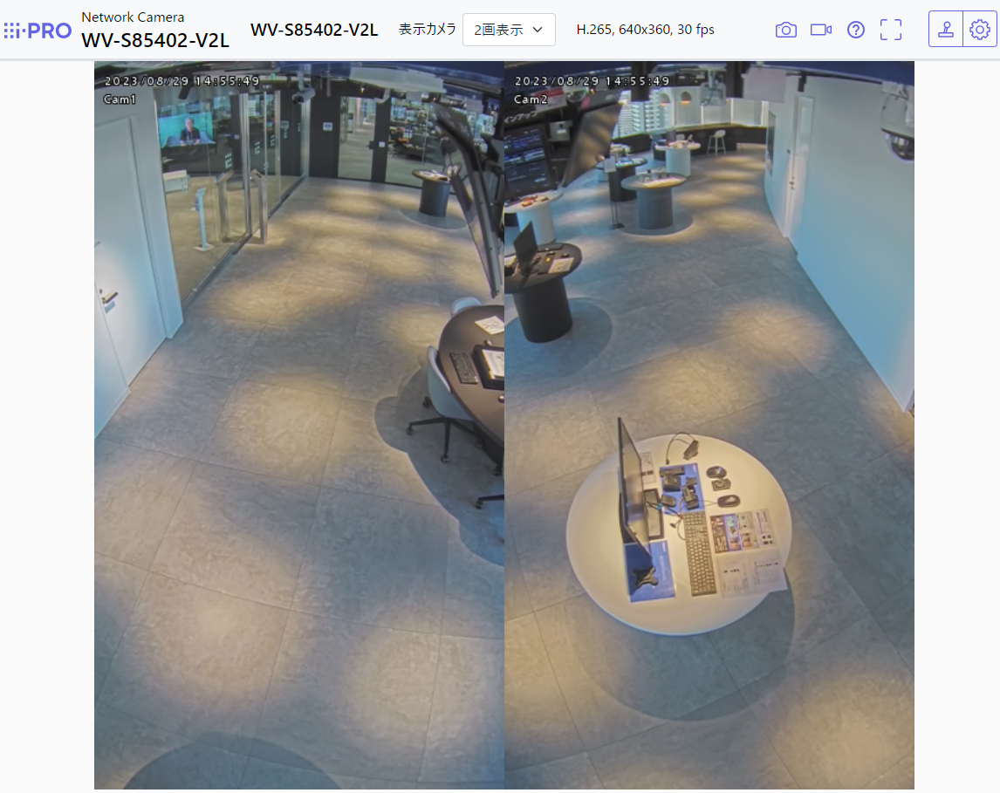 i-PRO
Network Camera
WV-S85402-V2L
WV-S85402-V2L
表示カメラ
2画表示
H.265, 640x360, 30 fps
2023/08/29 14:55:49
Cam1
2023/08/29 14:55:49
Cam2